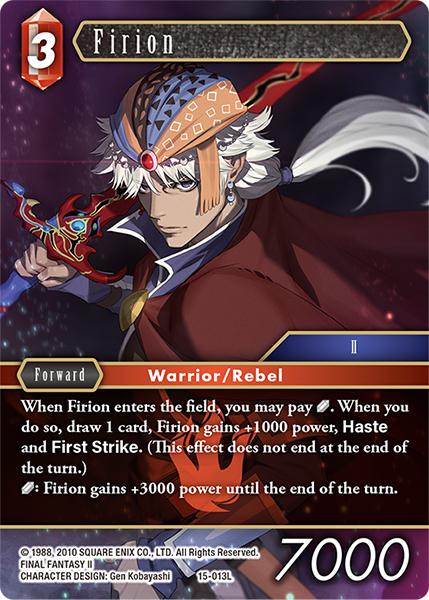 3
Firion
II
Forward
Warrior/Rebel
When Firion enters the field, you may pay . When you
do so, draw 1 card, Firion gains +1000 power, Haste
and First Strike. (This effect does not end at the end of
the turn.)
: Firion gains +3000 power until the end of the turn.
© 1988, 2010 SQUARE ENIX CO., LTD. All Rights Reserved.
FINAL FANTASY II
CHARACTER DESIGN: Gen Kobayashi
15-013L
7000